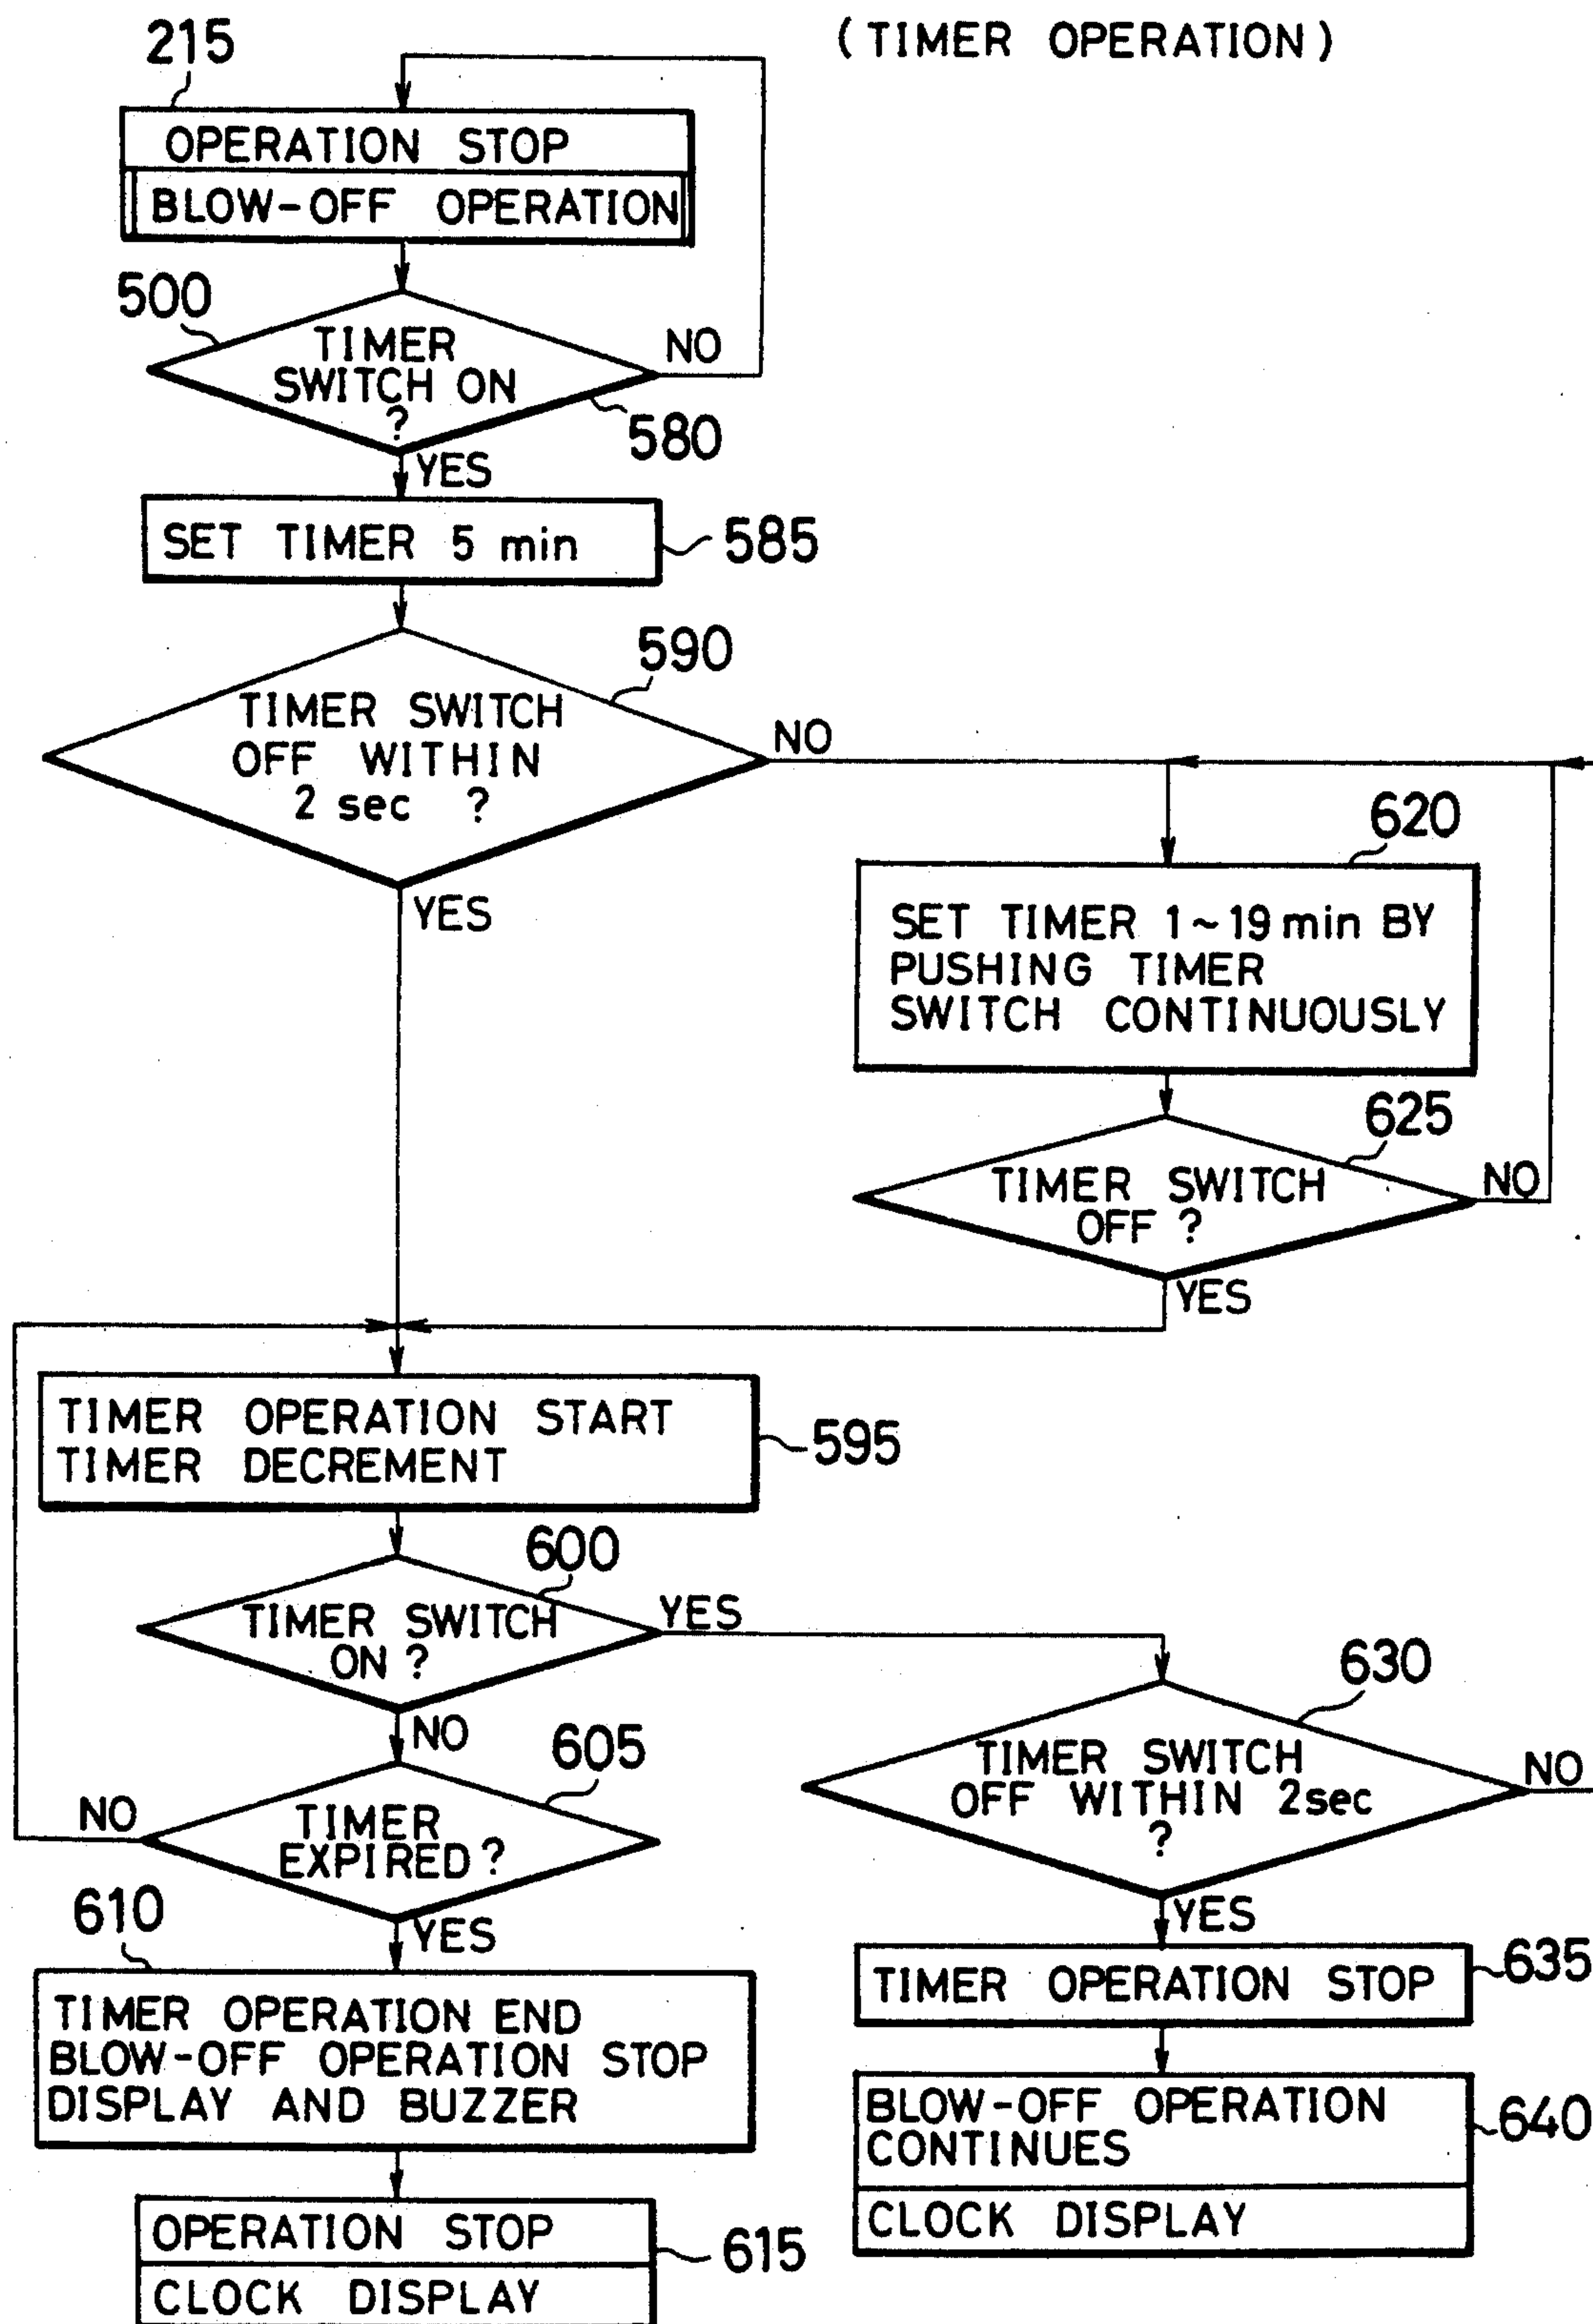 (TIMER OPERATION)
215
OPERATION STOP
BLOW-OFF OPERATION
500
TIMER
SWITCH ON
?
NO
580
YES
SET TIMER 5 min
585
590
TIMER SWITCH
OFF WITHIN
2 sec ?
NO
YES
620
SET TIMER 1~19 min BY
PUSHING TIMER
SWITCH CONTINUOUSLY
625
TIMER SWITCH
OFF ?
NO
YES
TIMER OPERATION START
TIMER DECREMENT
595
600
TIMER SWITCH
ON ?
YES
NO
630
TIMER SWITCH
OFF WITHIN 2sec
?
NO
YES
605
TIMER
EXPIRED ?
NO
YES
610
TIMER OPERATION END
BLOW-OFF OPERATION STOP
DISPLAY AND BUZZER
TIMER OPERATION STOP
635
BLOW-OFF OPERATION
CONTINUES
640
CLOCK DISPLAY
OPERATION STOP
615
CLOCK DISPLAY